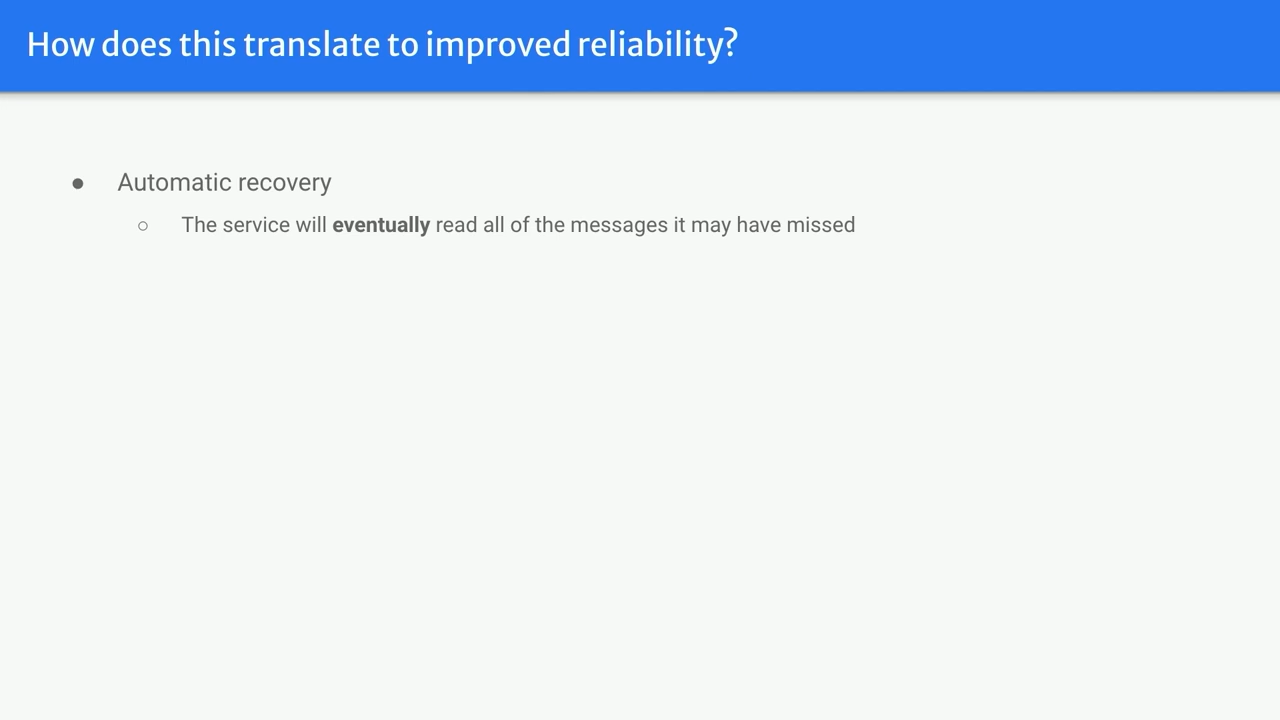 How does this translate to improved reliability?
● Automatic recovery
○ The service will eventually read all of the messages it may have missed